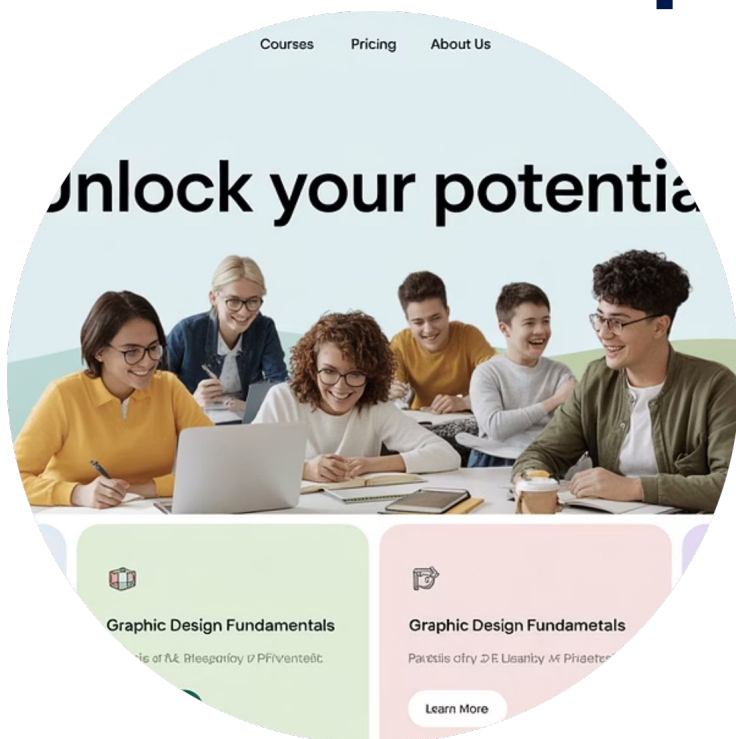 Courses Pricing About Us
Unlock your potentia
Graphic Design Fundamentals
Graphic Design Fundametals
Learn More